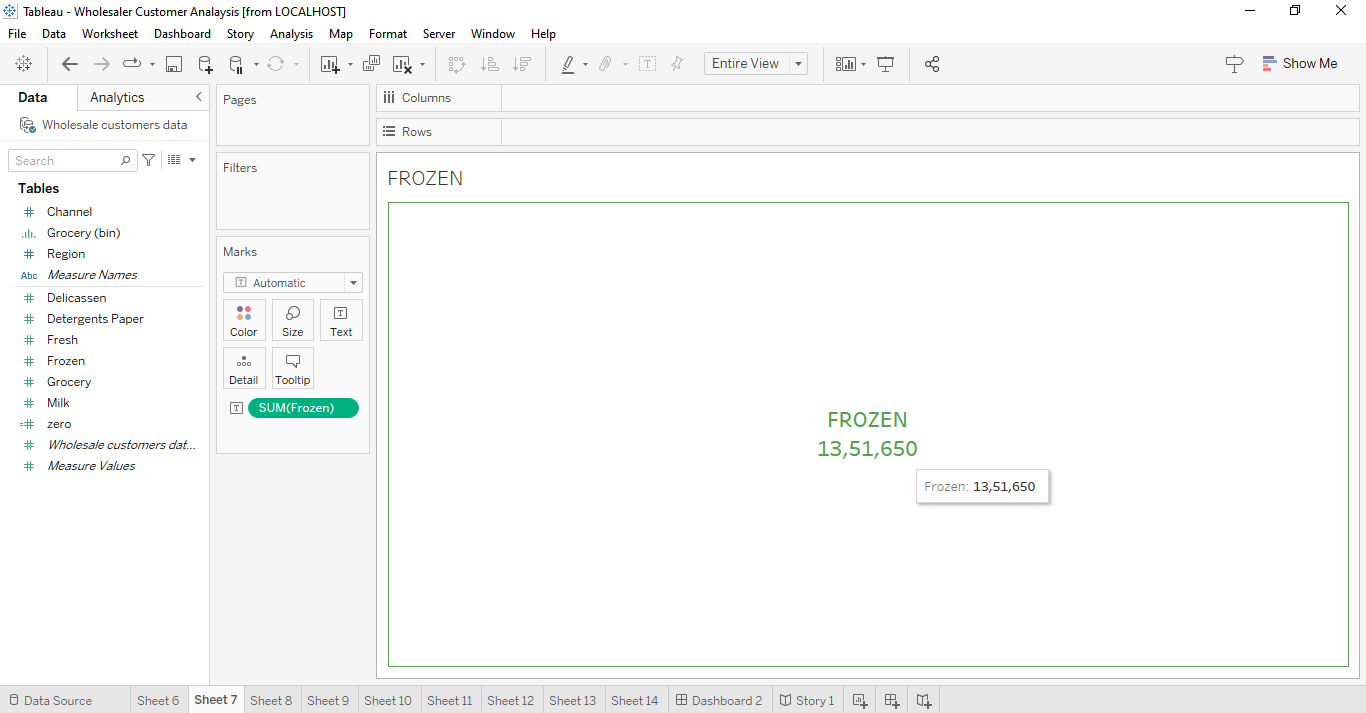 Tableau - Wholesaler Customer Analaysis [from LOCALHOST]
File Data Worksheet Dashboard Story Analysis Map Format Server Window Help
Entire View
Show Me
Data Analytics
Wholesale customers data
Search
Tables
Channel
Grocery (bin)
Region
Abc Measure Names
Delicassen
Detergents Paper
Fresh
Frozen
Grocery
Milk
zero
Wholesale customers dat...
Measure Values
Pages
Filters
Marks
Automatic
Color Size Text
Detail Tooltip
SUM(Frozen)
Columns
Rows
FROZEN
FROZEN
13,51,650
Frozen: 13,51,650
Data Source Sheet 6 Sheet 7 Sheet 8 Sheet 9 Sheet 10 Sheet 11 Sheet 12 Sheet 13 Sheet 14 Dashboard 2 Story 1